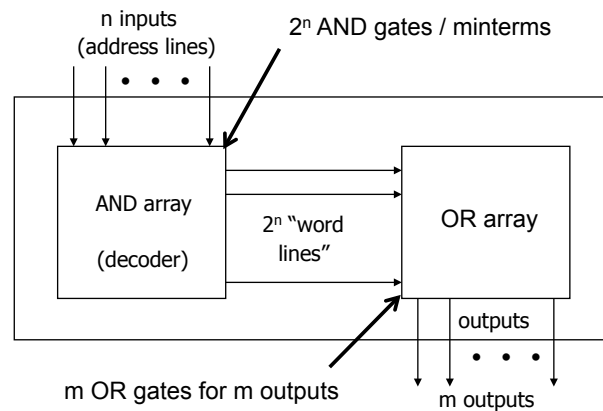 n inputs
(address lines)
2ⁿ AND gates / minterms
AND array
(decoder)
2ⁿ “word
lines”
OR array
outputs
m OR gates for m outputs
m outputs